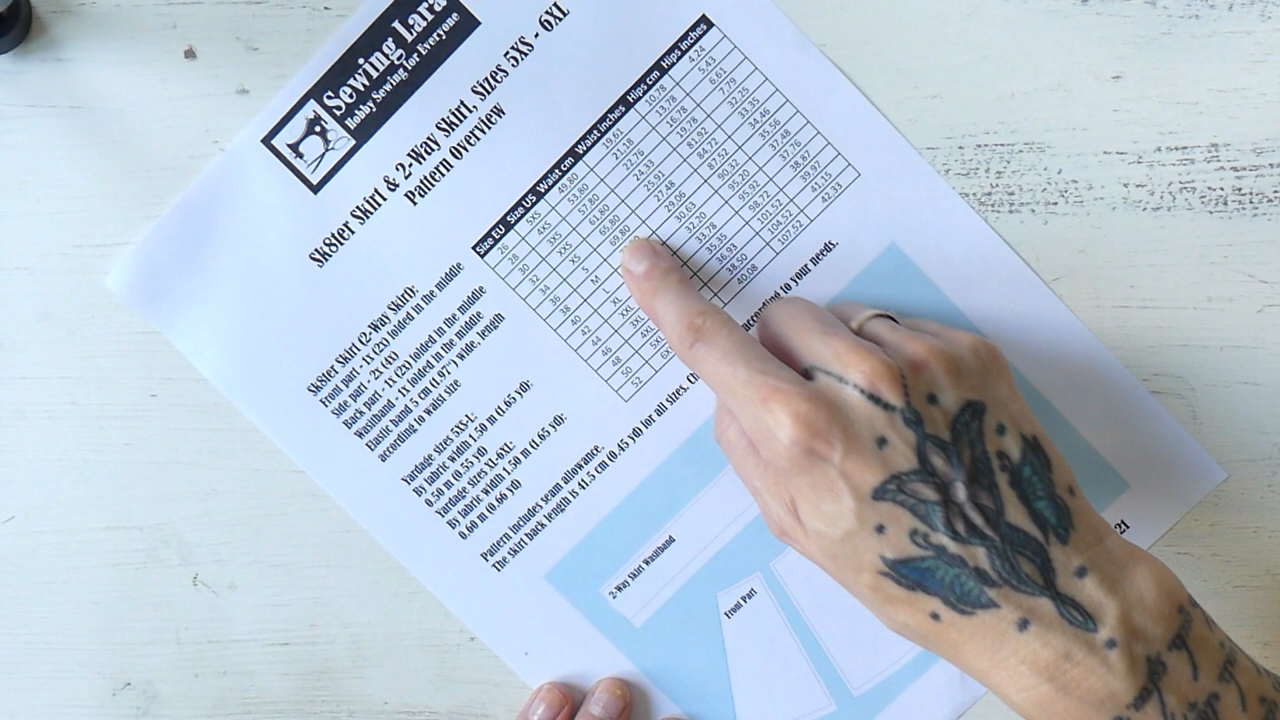 Sewing Lara
Hobby Sewing for Everyone
Sk8ter Skirt & 2-Way Skirt, Sizes 5XS - 6XL
Pattern Overview
Size EU Size US Waist cm Waist inches Hips cm Hips inches
26 5XS 49,80 19,61 10,78 4,24
28 4XS 53,80 21,18 13,78 5,43
30 3XS 57,80 22,76 16,78 6,61
32 XXS 61,80 24,33 19,78 7,79
34 XS 65,80 25,91 81,92 32,25
36 S 69,80 27,48 84,72 33,35
38 M 29,06 87,52 34,46
40 L 30,63 90,32 35,56
42 XL 32,20 95,20 37,48
44 XXL 33,78 95,92 37,76
46 3XL 35,35 98,72 38,87
48 4XL 36,93 101,52 39,97
50 38,50 104,52 41,15
52 40,08 107,52 42.33
Sk8ter Skirt (2-Way Skirt):
Front part - 1x (2x) folded in the middle
Side part - 2x (4x)
Back part - 1x (2x) folded in the middle
Waistband - 1x folded in the middle
Elastic band 5 cm (1.97") wide, length
according to waist size
Yardage sizes 5XS-L:
By fabric width 1.50 m (1.65 yd):
0,50 m (0.55 yd)
Yardage sizes XL-6XL:
By fabric width 1.50 m (1.65 yd):
0,60 m (0.66 yd)
Pattern includes seam allowance.
The skirt back length is 41.5 cm (0.45 yd) for all sizes. according to your needs.
2-Way Skirt Waistband
Front Part
21